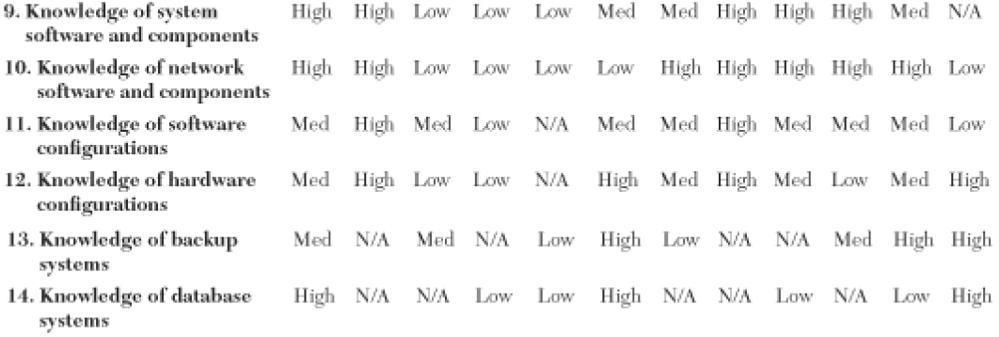 9. Knowledge of system High High Low Low Low Med Med High High High Med N/A
software and components
10. Knowledge of network High High Low Low Low Low High High High High High Low
software and components
11. Knowledge of software Med High Med Low N/A Med Med High Med Med Med Low
configurations
12. Knowledge of hardware Med High Low Low N/A High Med High Med Low Med High
configurations
13. Knowledge of backup Med N/A Med N/A Low High Low N/A N/A Med High High
systems
14. Knowledge of database High N/A N/A Low Low High N/A N/A Low N/A Low High
systems